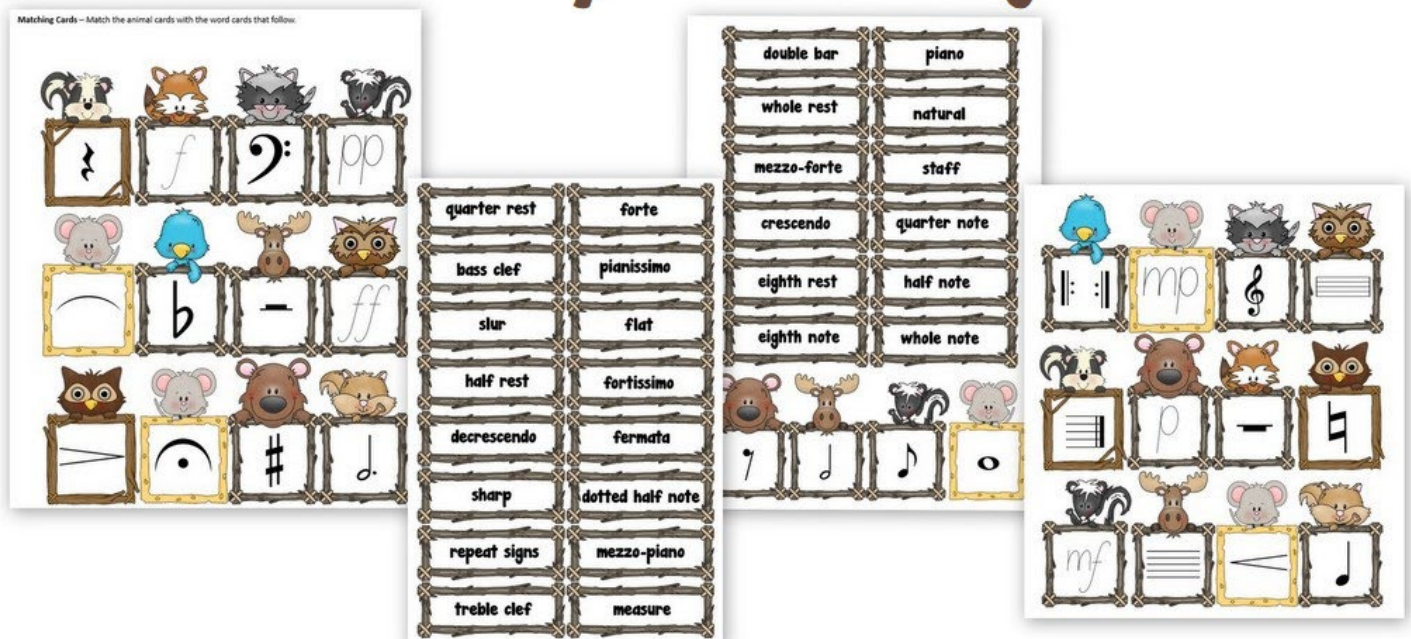 Matching Cards – Match the animal cards with the word cards that follow.
f
pp
ff
quarter rest
forte
bass clef
pianissimo
slur
flat
half rest
fortissimo
decrescendo
fermata
sharp
dotted half note
repeat signs
mezzo-piano
treble clef
measure
double bar
piano
whole rest
natural
mezzo-forte
staff
crescendo
quarter note
eighth rest
half note
eighth note
whole note
mp
p
mf